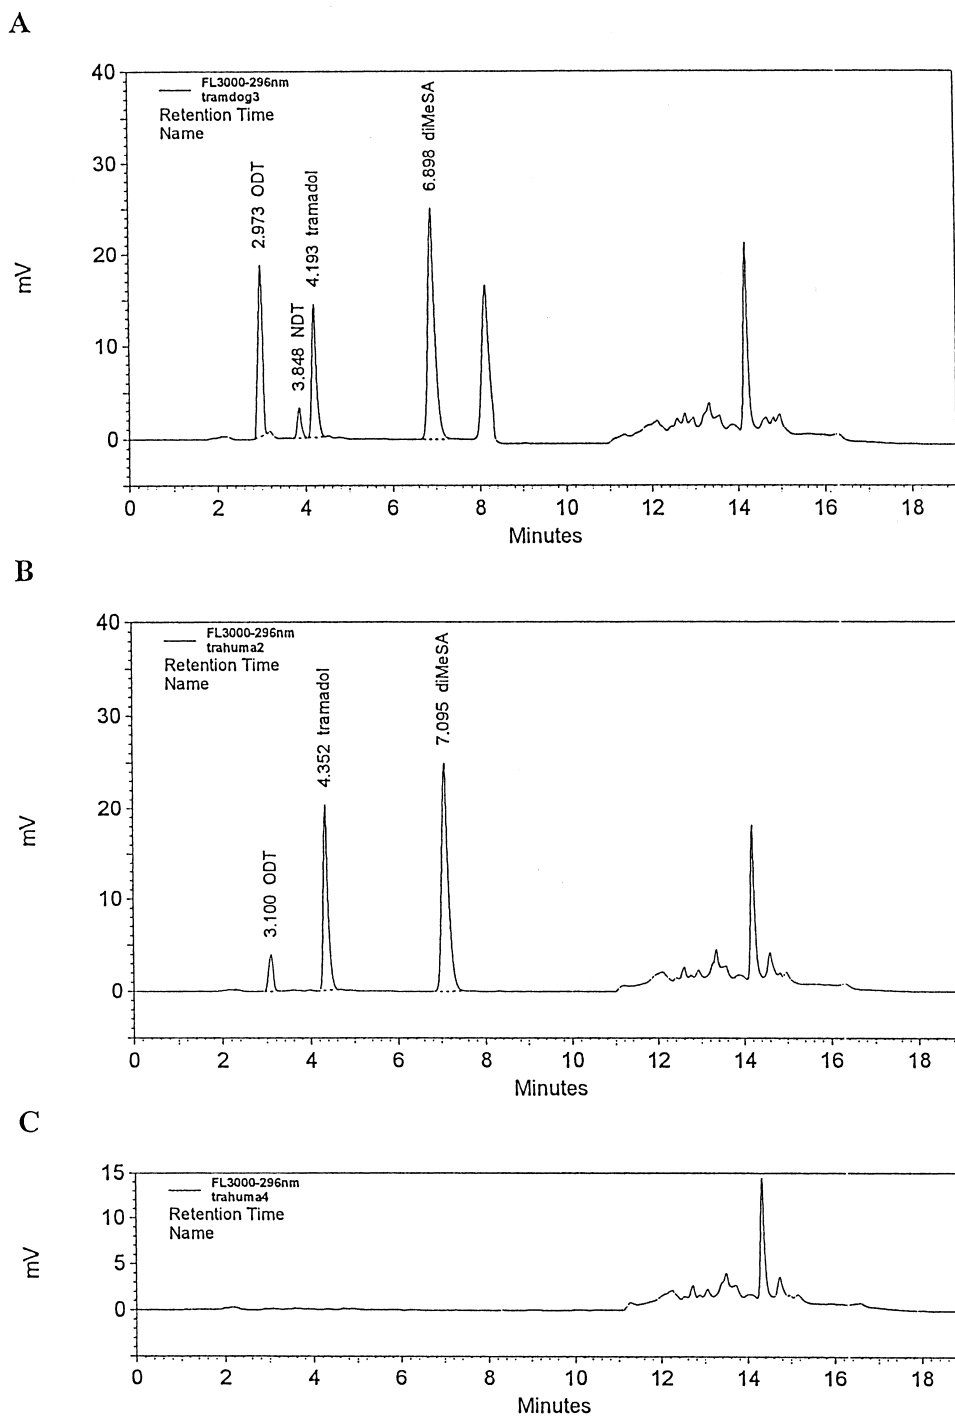 A
40
30
20
10
0
mV
FL3000-296nm
tramdog3
Retention Time
Name
2.973 ODT
3.848 NDT
4.193 tramadol
6.898 diMeSA
0 2 4 6 8 10 12 14 16 18
Minutes
B
40
30
20
10
0
mV
FL3000-296nm
trahuma2
Retention Time
Name
3.100 ODT
4.352 tramadol
7.095 diMeSA
0 2 4 6 8 10 12 14 16 18
Minutes
C
15
10
5
0
mV
FL3000-296nm
trahuma4
Retention Time
Name
0 2 4 6 8 10 12 14 16 18
Minutes